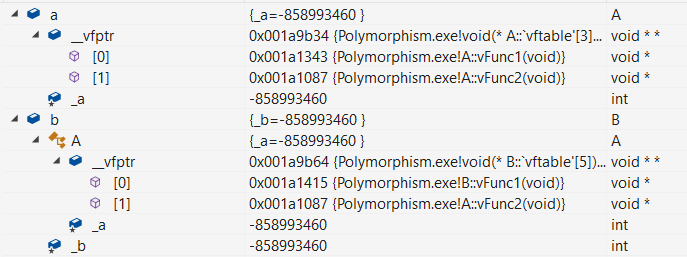 a {_a=-858993460 } A
__vfptr 0x001a9b34 {Polymorphism.exe!void(* A::`vftable'[3]... void * *
[0] 0x001a1343 {Polymorphism.exe!A::vFunc1(void)} void *
[1] 0x001a1087 {Polymorphism.exe!A::vFunc2(void)} void *
_a -858993460 int
b {_b=-858993460 } B
A {_a=-858993460 } A
__vfptr 0x001a9b64 {Polymorphism.exe!void(* B::`vftable'[5])... void * *
[0] 0x001a1415 {Polymorphism.exe!B::vFunc1(void)} void *
[1] 0x001a1087 {Polymorphism.exe!A::vFunc2(void)} void *
_a -858993460 int
_b -858993460 int